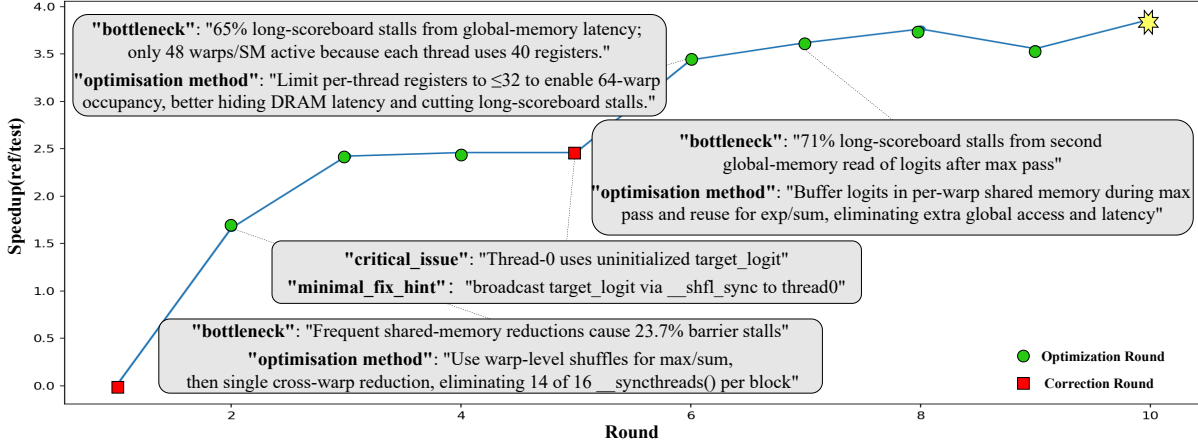 "bottleneck": "65% long-scoreboard stalls from global-memory latency;
only 48 warps/SM active because each thread uses 40 registers."
"optimisation method": "Limit per-thread registers to ≤32 to enable 64-warp
occupancy, better hiding DRAM latency and cutting long-scoreboard stalls."
"bottleneck": "71% long-scoreboard stalls from second
global-memory read of logits after max pass"
"optimisation method": "Buffer logits in per-warp shared memory during max
pass and reuse for exp/sum, eliminating extra global access and latency"
"critical_issue": "Thread-0 uses uninitialized target_logit"
"minimal_fix_hint": "broadcast target_logit via __shfl_sync to thread0"
"bottleneck": "Frequent shared-memory reductions cause 23.7% barrier stalls"
"optimisation method": "Use warp-level shuffles for max/sum,
then single cross-warp reduction, eliminating 14 of 16 __syncthreads() per block"
Optimization Round
Correction Round
Speedup(ref/test)
4.0
3.5
3.0
2.5
2.0
1.5
1.0
0.5
0.0
2
4
6
8
10
Round